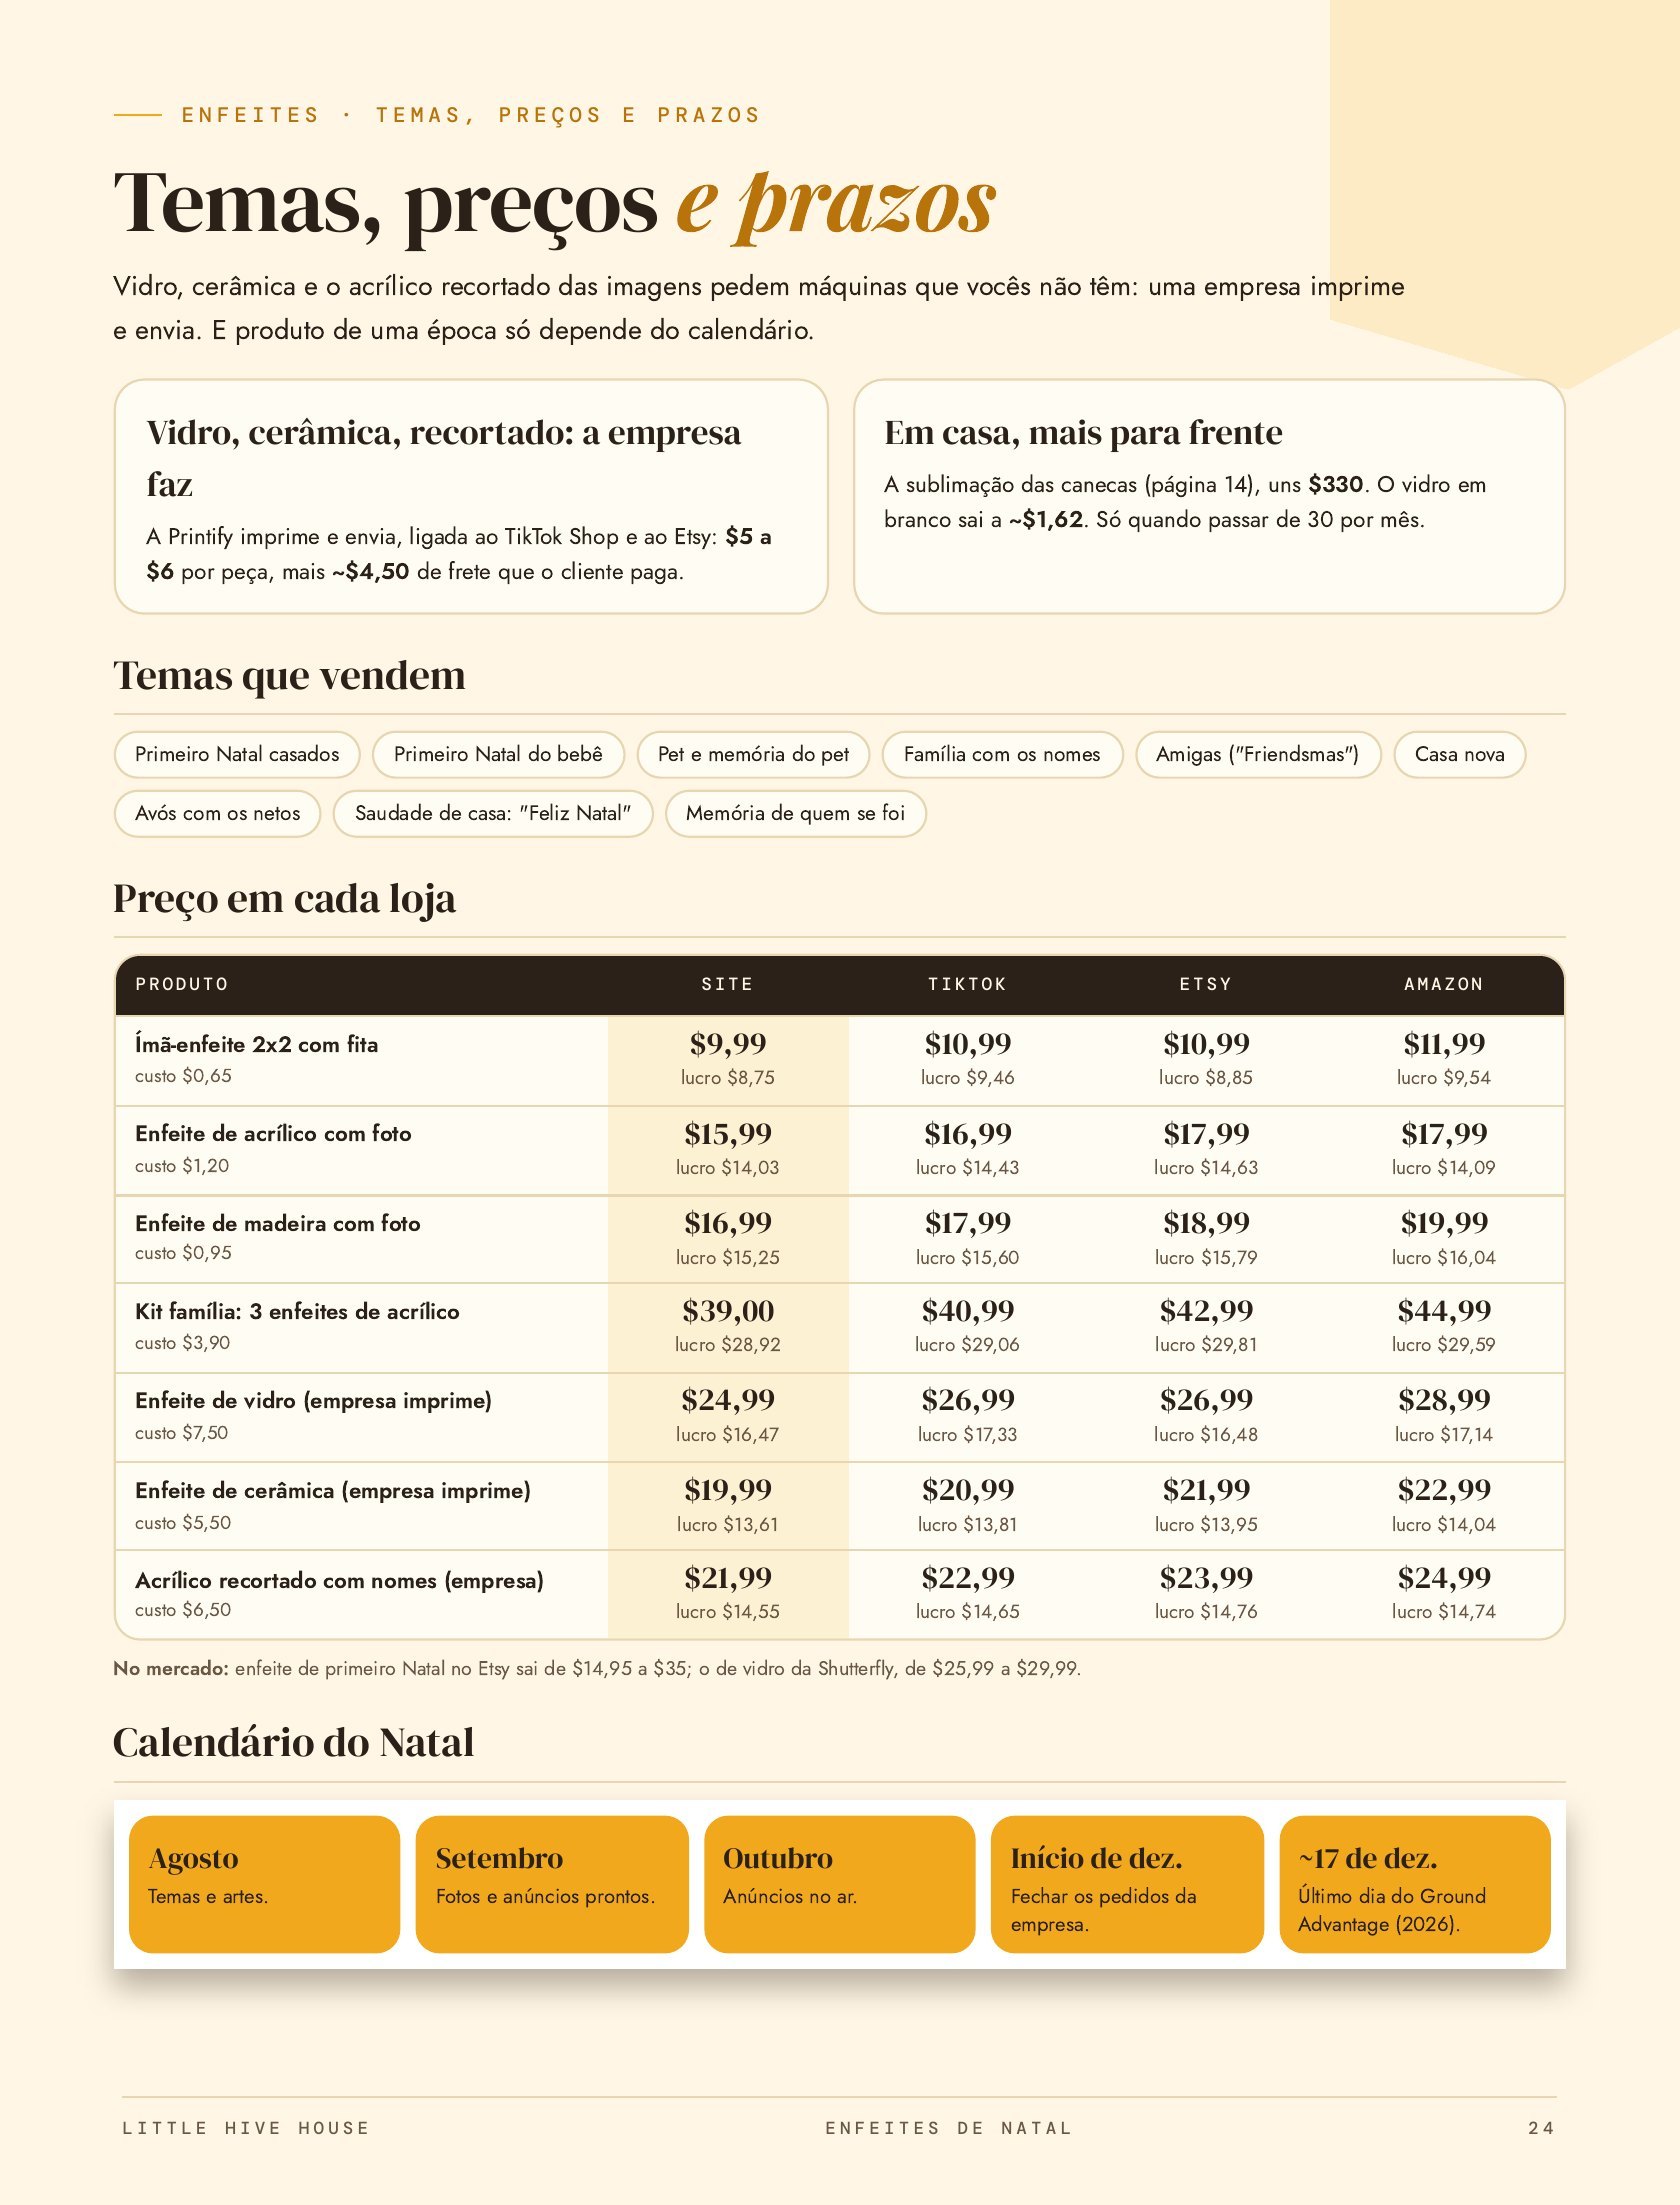 ENFEITES · TEMAS, PREÇOS E PRAZOS
Temas, preços e prazos
Vidro, cerâmica e o acrílico recortado das imagens pedem máquinas que vocês não têm: uma empresa imprime
e envia. E produto de uma época só depende do calendário.
Vidro, cerâmica, recortado: a empresa
faz
A Printify imprime e envia, ligada ao TikTok Shop e ao Etsy: $5 a
$6 por peça, mais ~$4,50 de frete que o cliente paga.
Em casa, mais para frente
A sublimação das canecas (página 14), uns $330. O vidro em
branco sai a ~$1,62. Só quando passar de 30 por mês.
Temas que vendem
Primeiro Natal casados Primeiro Natal do bebê Pet e memória do pet Família com os nomes Amigas ("Friendsmas") Casa nova
Avós com os netos Saudade de casa: "Feliz Natal" Memória de quem se foi
Preço em cada loja
PRODUTO SITE TIKTOK ETSY AMAZON
Ímã-enfeite 2x2 com fita $9,99 $10,99 $10,99 $11,99
custo $0,65 lucro $8,75 lucro $9,46 lucro $8,85 lucro $9,54
Enfeite de acrílico com foto $15,99 $16,99 $17,99 $17,99
custo $1,20 lucro $14,03 lucro $14,43 lucro $14,63 lucro $14,09
Enfeite de madeira com foto $16,99 $17,99 $18,99 $19,99
custo $0,95 lucro $15,25 lucro $15,60 lucro $15,79 lucro $16,04
Kit família: 3 enfeites de acrílico $39,00 $40,99 $42,99 $44,99
custo $3,90 lucro $28,92 lucro $29,06 lucro $29,81 lucro $29,59
Enfeite de vidro (empresa imprime) $24,99 $26,99 $26,99 $28,99
custo $7,50 lucro $16,47 lucro $17,33 lucro $16,48 lucro $17,14
Enfeite de cerâmica (empresa imprime) $19,99 $20,99 $21,99 $22,99
custo $5,50 lucro $13,61 lucro $13,81 lucro $13,95 lucro $14,04
Acrílico recortado com nomes (empresa) $21,99 $22,99 $23,99 $24,99
custo $6,50 lucro $14,55 lucro $14,65 lucro $14,76 lucro $14,74
No mercado: enfeite de primeiro Natal no Etsy sai de $14,95 a $35; o de vidro da Shutterfly, de $25,99 a $29,99.
Calendário do Natal
Agosto
Temas e artes.
Setembro
Fotos e anúncios prontos.
Outubro
Anúncios no ar.
Início de dez.
Fechar os pedidos da
empresa.
~17 de dez.
Último dia do Ground
Advantage (2026).
LITTLE HIVE HOUSE ENFEITES DE NATAL 24